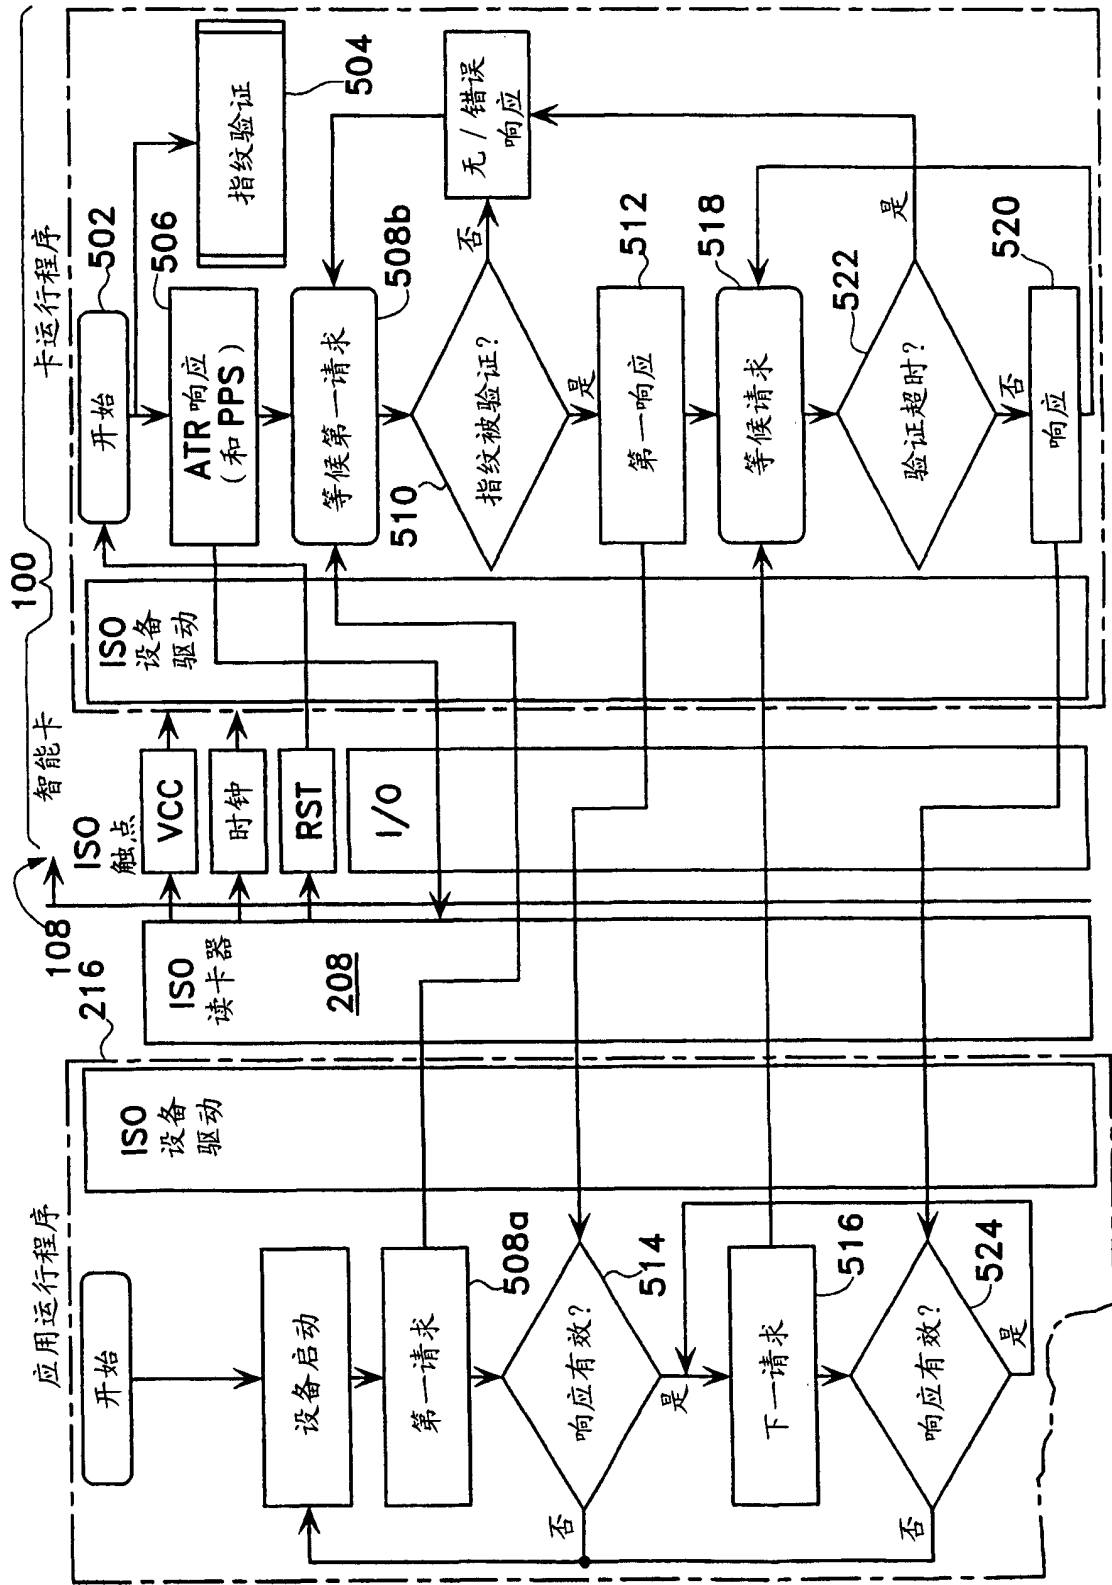 应用运行程序
开始
设备启动
第一请求
508a
响应有效?
514
否
是
下一请求
516
响应有效?
524
否
是
ISO
设备
驱动
216
108
ISO
读卡器
208
ISO
触点
VCC
时钟
RST
I/O
智能卡
100
卡运行程序
ISO
设备
驱动
开始
502
指纹验证
504
ATR 响应
(和PPS)
506
等候第一请求
508b
指纹被验证?
510
否
是
无/错误
响应
第一响应
512
等候请求
518
验证超时?
522
是
否
响应
520